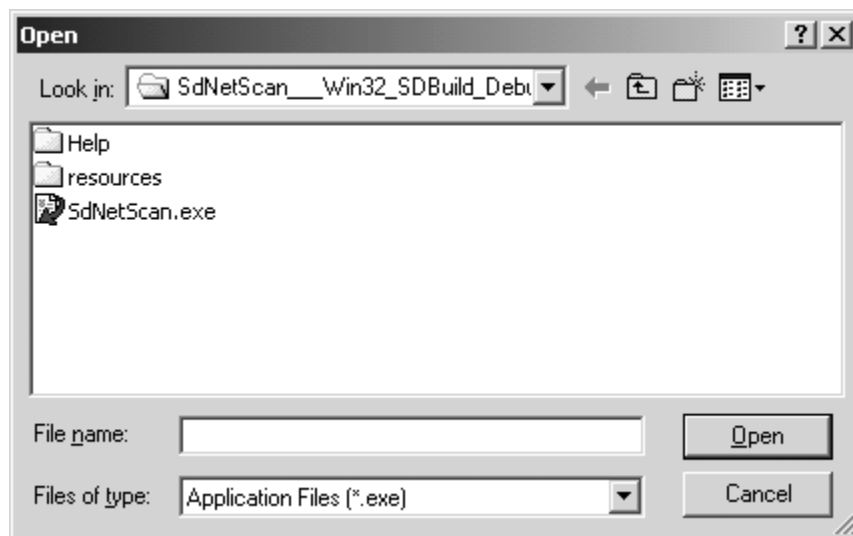 Open
Look in: SdNetScan___Win32_SDBuild_Debu
Help
resources
SdNetScan.exe
File name:
Open
Files of type: Application Files (*.exe)
Cancel